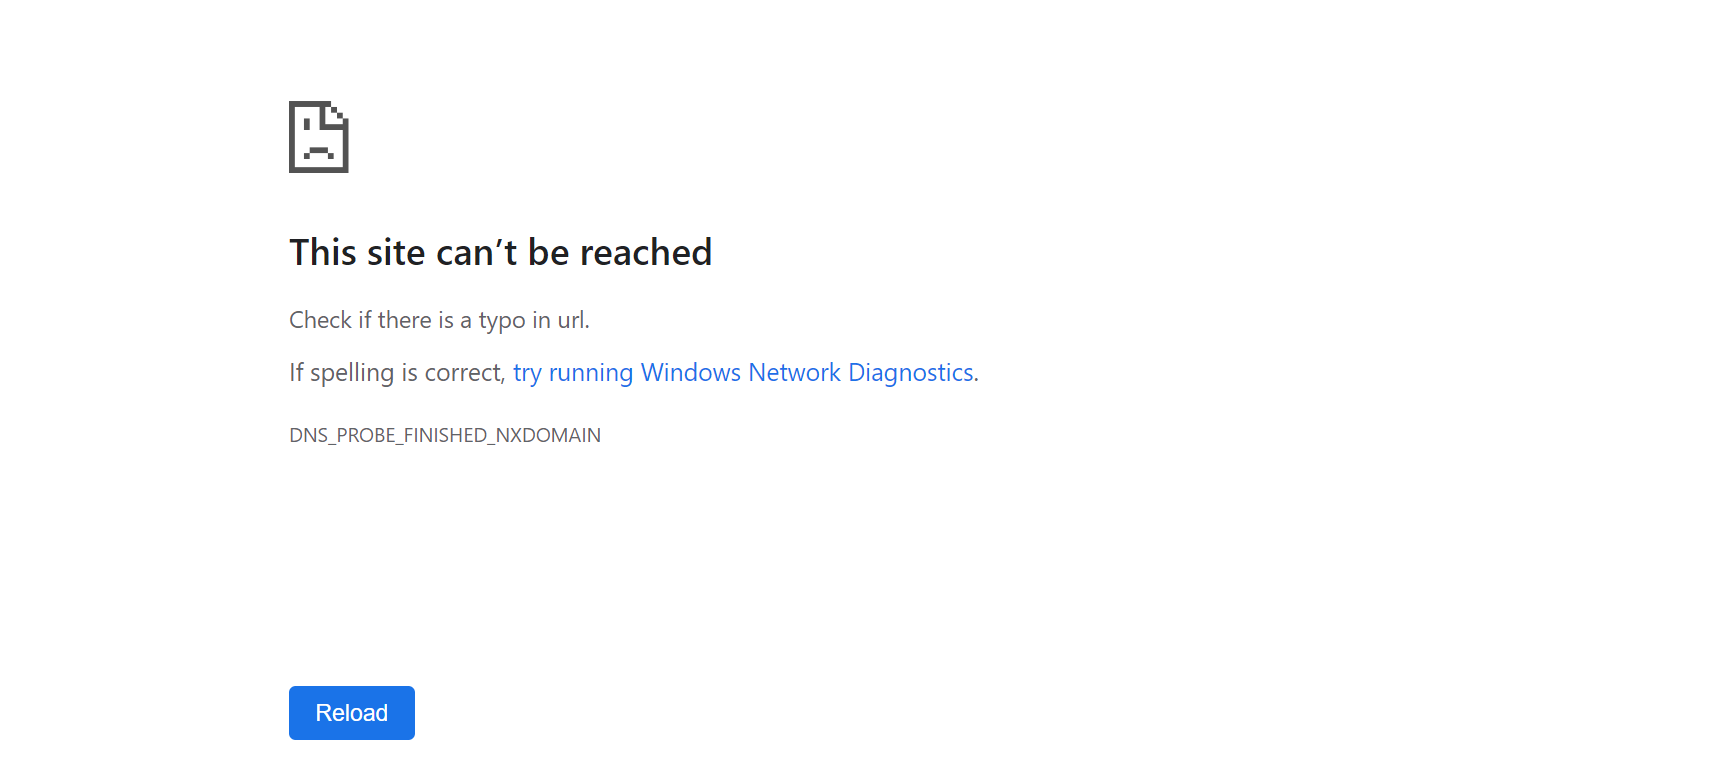 This site can’t be reached
Check if there is a typo in url.
If spelling is correct, try running Windows Network Diagnostics.
DNS_PROBE_FINISHED_NXDOMAIN
Reload